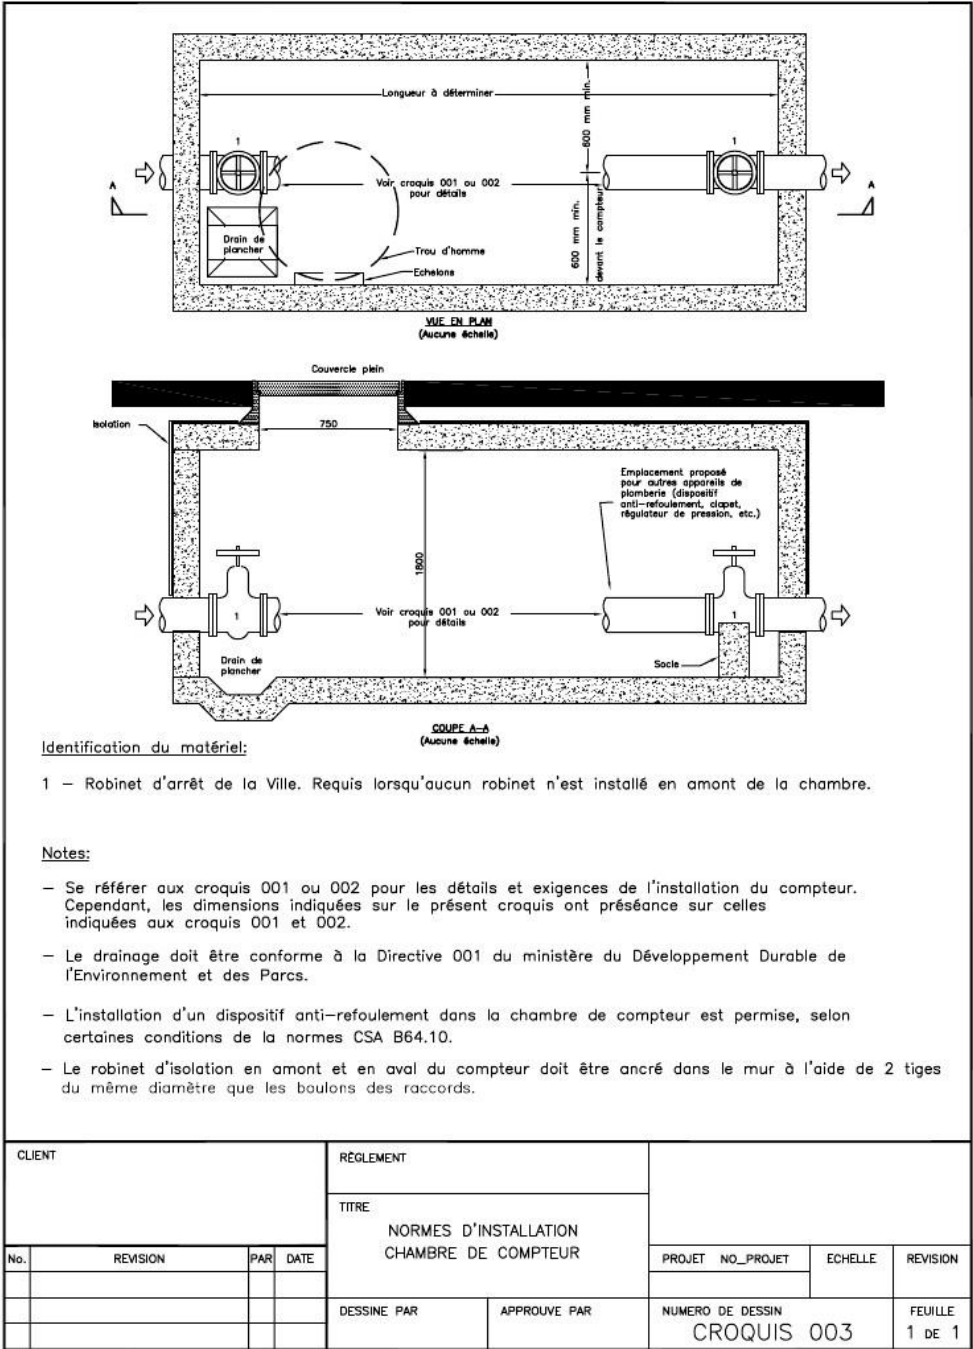 Longueur à déterminer
600 mm min.
1
1
A
A
Voir croquis 001 ou 002
pour détails
600 mm min.
devant le compteur
Drain de
plancher
Trou d'homme
Echelons
VUE EN PLAN
(Aucune échelle)
Couvercle plein
Isolation
750
Emplacement proposé
pour autres appareils de
plomberie (dispositif
anti-refoulement, clapet,
régulateur de pression, etc.)
1800
1
Voir croquis 001 ou 002
pour détails
1
Drain de
plancher
Socle
COUPE A-A
(Aucune échelle)
Identification du matériel:
1 - Robinet d'arrêt de la Ville. Requis lorsqu'aucun robinet n'est installé en amont de la chambre.
Notes:
- Se référer aux croquis 001 ou 002 pour les détails et exigences de l'installation du compteur.
Cependant, les dimensions indiquées sur le présent croquis ont préséance sur celles
indiquées aux croquis 001 et 002.
- Le drainage doit être conforme à la Directive 001 du ministère du Développement Durable de
l'Environnement et des Parcs.
- L'installation d'un dispositif anti-refoulement dans la chambre de compteur est permise, selon
certaines conditions de la normes CSA B64.10.
- Le robinet d'isolation en amont et en aval du compteur doit être ancré dans le mur à l'aide de 2 tiges
du même diamètre que les boulons des raccords.
CLIENT
RÈGLEMENT
TITRE
NORMES D'INSTALLATION
CHAMBRE DE COMPTEUR
No. REVISION PAR DATE
PROJET NO_PROJET ECHELLE REVISION
DESSINE PAR APPROUVE PAR
NUMERO DE DESSIN
CROQUIS 003
FEUILLE
1 DE 1